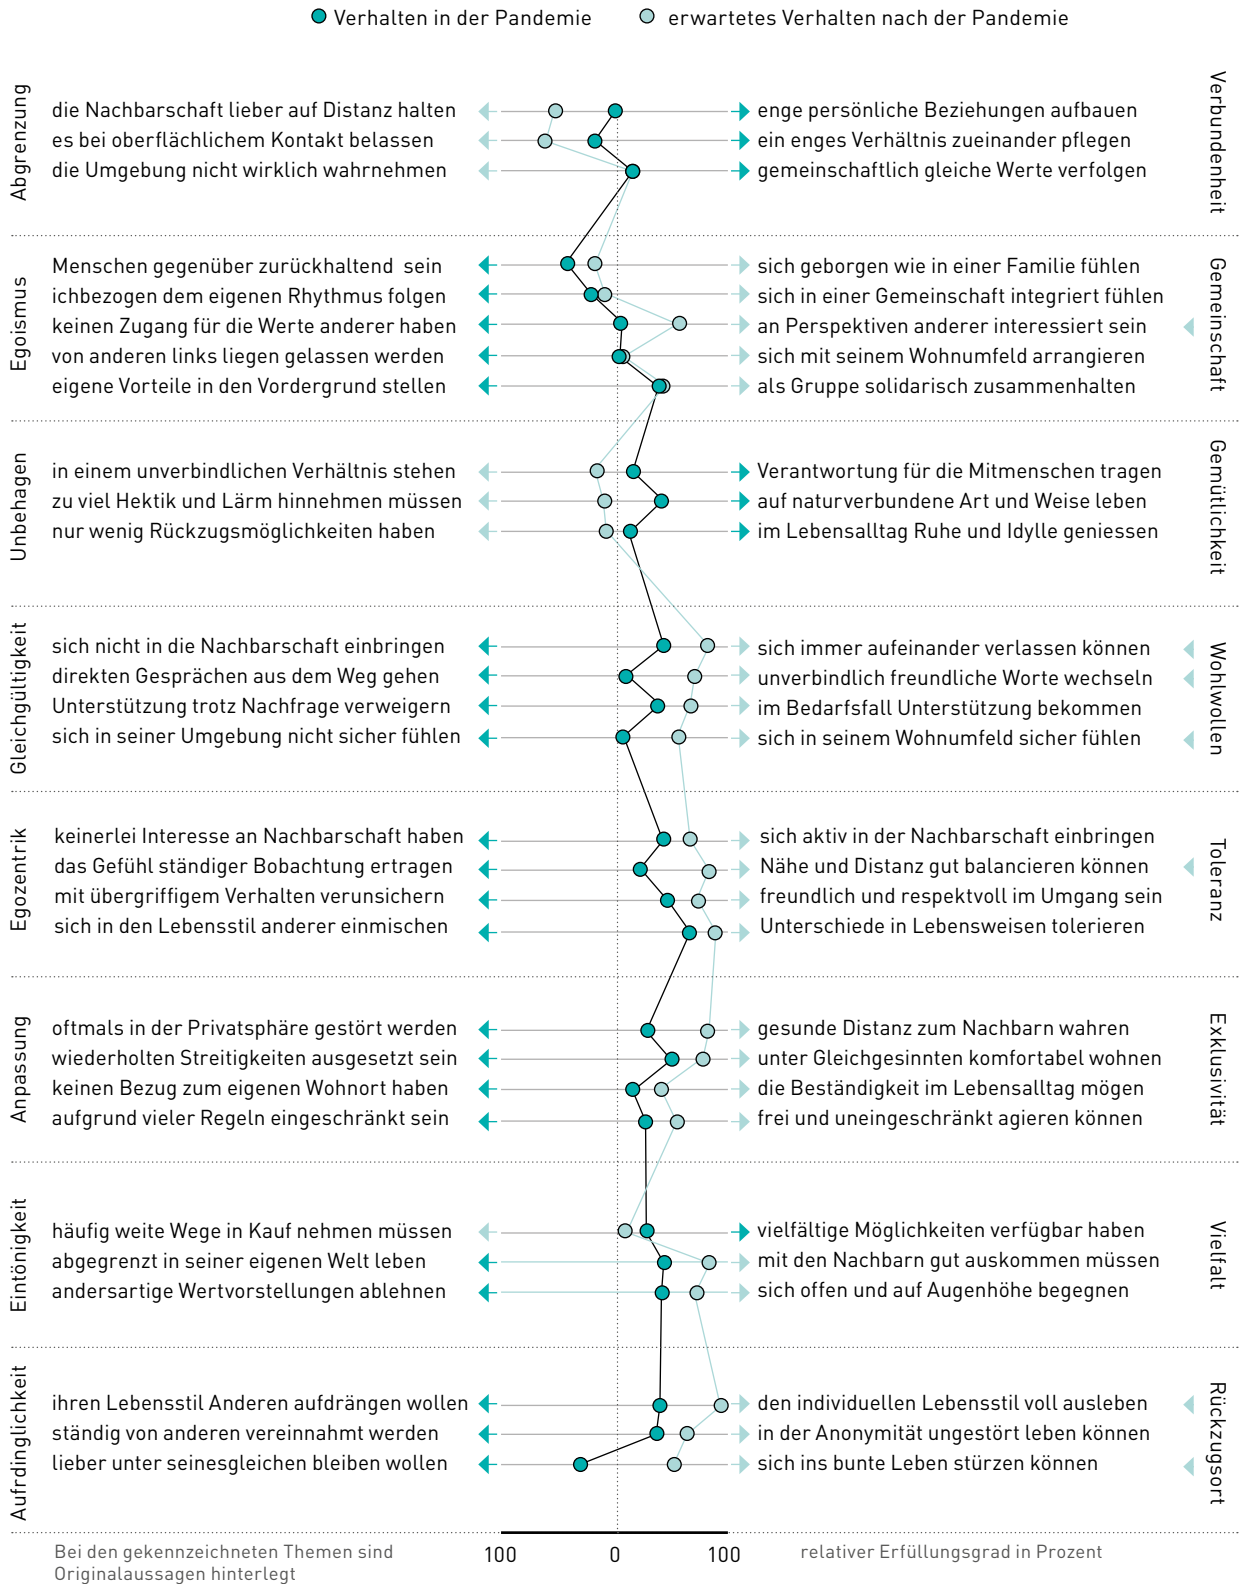 Verhalten in der Pandemie erwartetes Verhalten nach der Pandemie
Abgrenzung
die Nachbarschaft lieber auf Distanz halten enge persönliche Beziehungen aufbauen
es bei oberflächlichem Kontakt belassen ein enges Verhältnis zueinander pflegen
die Umgebung nicht wirklich wahrnehmen gemeinschaftlich gleiche Werte verfolgen
Verbundenheit
Egoismus
Menschen gegenüber zurückhaltend sein sich geborgen wie in einer Familie fühlen
ichbezogen dem eigenen Rhythmus folgen sich in einer Gemeinschaft integriert fühlen
keinen Zugang für die Werte anderer haben an Perspektiven anderer interessiert sein
von anderen links liegen gelassen werden sich mit seinem Wohnumfeld arrangieren
eigene Vorteile in den Vordergrund stellen als Gruppe solidarisch zusammenhalten
Gemeinschaft
Unbehagen
in einem unverbindlichen Verhältnis stehen Verantwortung für die Mitmenschen tragen
zu viel Hektik und Lärm hinnehmen müssen auf naturverbundene Art und Weise leben
nur wenig Rückzugsmöglichkeiten haben im Lebensalltag Ruhe und Idylle geniessen
Gemütlichkeit
Gleichgültigkeit
sich nicht in die Nachbarschaft einbringen sich immer aufeinander verlassen können
direkten Gesprächen aus dem Weg gehen unverbindlich freundliche Worte wechseln
Unterstützung trotz Nachfrage verweigern im Bedarfsfall Unterstützung bekommen
sich in seiner Umgebung nicht sicher fühlen sich in seinem Wohnumfeld sicher fühlen
Wohlwollen
Egozentrik
keinerlei Interesse an Nachbarschaft haben sich aktiv in der Nachbarschaft einbringen
das Gefühl ständiger Bobachtung ertragen Nähe und Distanz gut balancieren können
mit übergriffigem Verhalten verunsichern freundlich und respektvoll im Umgang sein
sich in den Lebensstil anderer einmischen Unterschiede in Lebensweisen tolerieren
Toleranz
Anpassung
oftmals in der Privatsphäre gestört werden gesunde Distanz zum Nachbarn wahren
wiederholten Streitigkeiten ausgesetzt sein unter Gleichgesinnten komfortabel wohnen
keinen Bezug zum eigenen Wohnort haben die Beständigkeit im Lebensalltag mögen
aufgrund vieler Regeln eingeschränkt sein frei und uneingeschränkt agieren können
Exklusivität
Eintönigkeit
häufig weite Wege in Kauf nehmen müssen vielfältige Möglichkeiten verfügbar haben
abgegrenzt in seiner eigenen Welt leben mit den Nachbarn gut auskommen müssen
andersartige Wertvorstellungen ablehnen sich offen und auf Augenhöhe begegnen
Vielfalt
Aufrdinglichkeit
ihren Lebensstil Anderen aufdrängen wollen den individuellen Lebensstil voll ausleben
ständig von anderen vereinnahmt werden in der Anonymität ungestört leben können
lieber unter seinesgleichen bleiben wollen sich ins bunte Leben stürzen können
Rückzugsort
Bei den gekennzeichneten Themen sind
Originalaussagen hinterlegt
100 0 100
relativer Erfüllungsgrad in Prozent